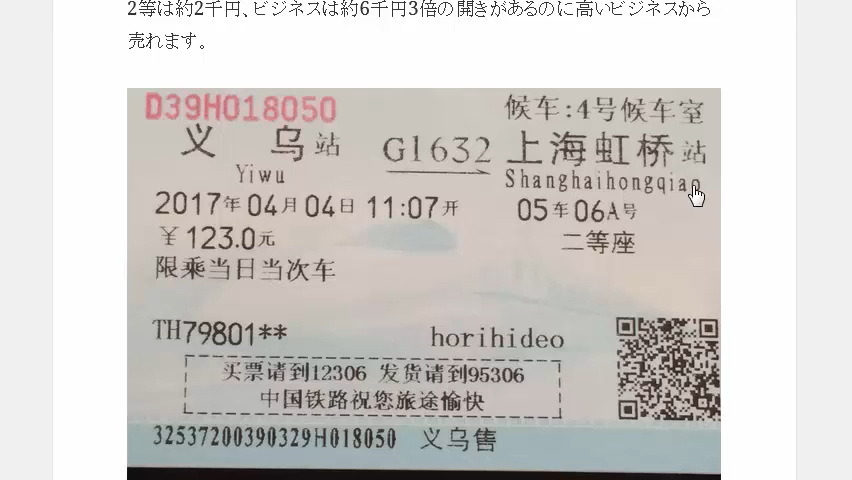 2等は約2千円、ビジネスは約6千円3倍の開きがあるのに高いビジネスから
売れます。
D39H018050
候车:4号候车室
义 乌站
G1632
上海虹桥站
Yiwu
Shanghaihongqiao
2017年04月04日 11:07开
05车06A号
￥123.0元
二等座
限乘当日当次车
TH79801**
horihideo
买票请到12306 发货请到95306
中国铁路祝您旅途愉快
32537200390329H018050 义乌售